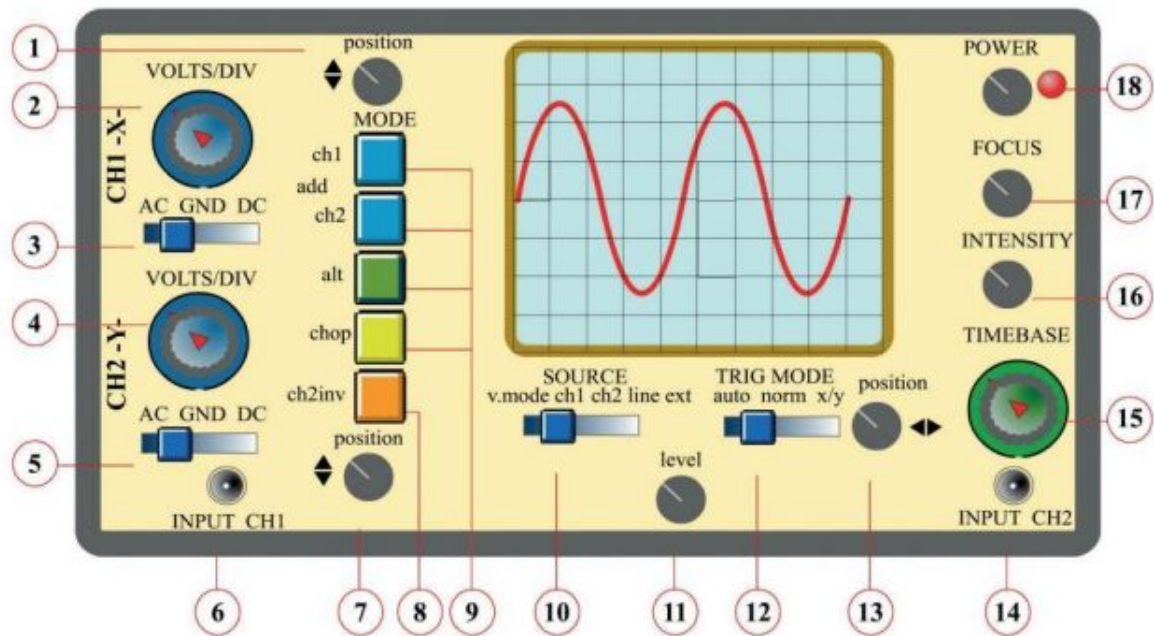 1
position
POWER
VOLTS/DIV
18
2
MODE
CH1 -X-
ch1
FOCUS
add
ch2
17
AC GND DC
3
INTENSITY
VOLTS/DIV
alt
16
4
chop
TIMEBASE
CH2 -Y-
SOURCE
TRIG MODE
v.mode ch1 ch2 line ext
auto norm x/y
position
ch2inv
15
AC GND DC
position
5
level
INPUT CH1
INPUT CH2
6
7
8
9
10
11
12
13
14